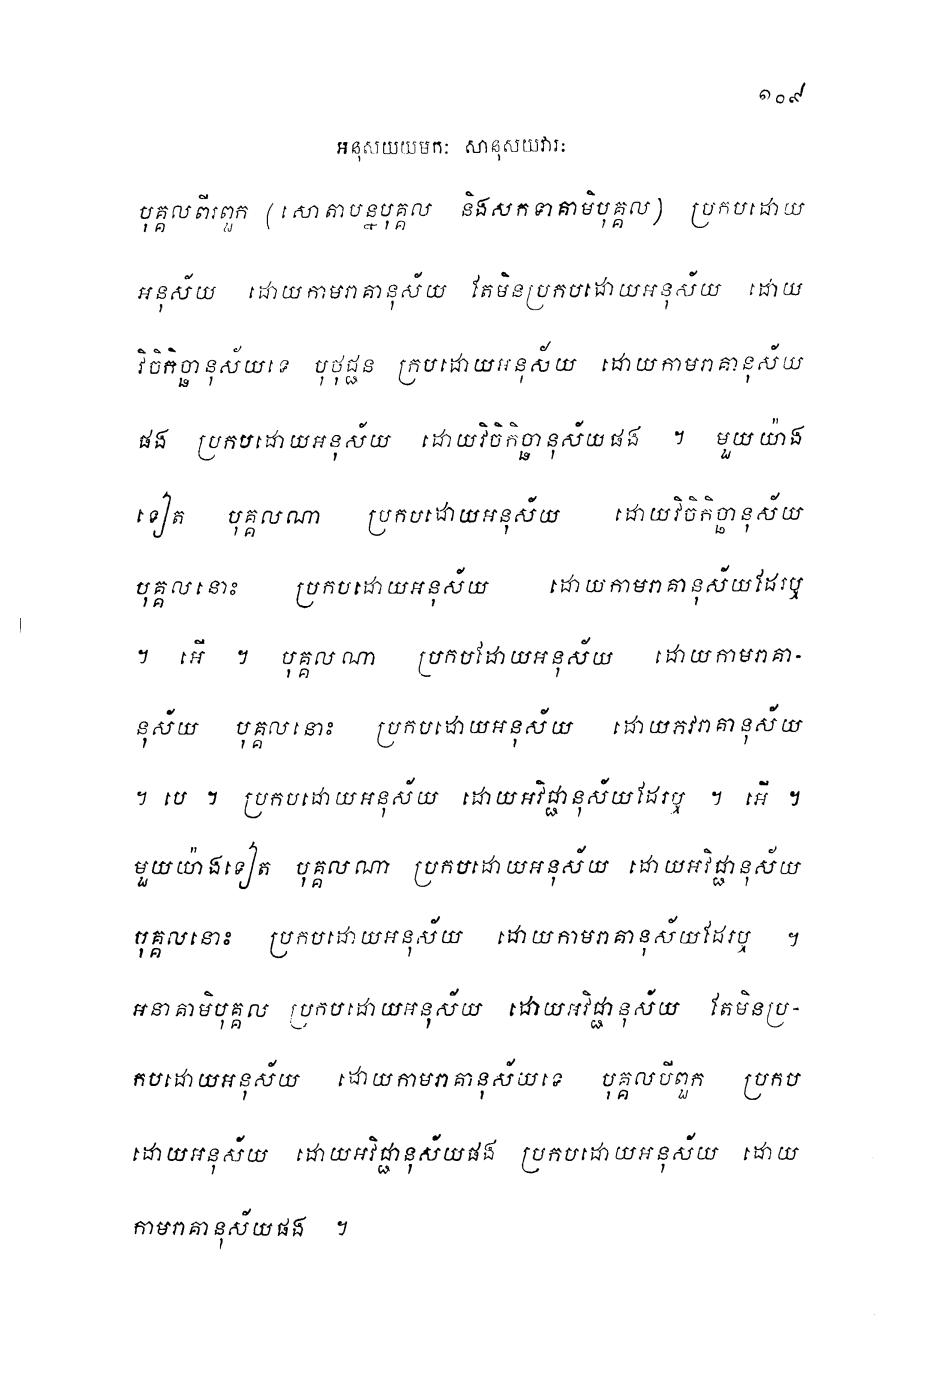 ១០៩
អនុសយយមក: សានុសយវារ:
បុគ្គលពីរពួក (សោតាបន្នបុគ្គល និងសកទាគាមិបុគ្គល) ប្រកបដោយ
អនុស័យ ដោយកាមរាគានុស័យ តែមិនប្រកបដោយអនុស័យ ដោយ
វិចិកិច្ឆានុស័យទេ បុថុជ្ជន ក្របដោយអនុស័យ ដោយកាមរាគានុស័យ
ផង ប្រកបដោយអនុស័យ ដោយវិចិកិច្ឆានុស័យផង ។ មួយយ៉ាង
ទៀត បុគ្គលណា ប្រកបដោយអនុស័យ ដោយវិចិកិច្ឆានុស័យ
បុគ្គលនោះ ប្រកបដោយអនុស័យ ដោយកាមរាគានុស័យដែរឬ
។ អើ ។ បុគ្គលណា ប្រកបដោយអនុស័យ ដោយកាមរាគា-
នុស័យ បុគ្គលនោះ ប្រកបដោយអនុស័យ ដោយភវរាគានុស័យ
។ បេ ។ ប្រកបដោយអនុស័យ ដោយអវិជ្ជានុស័យដែរឬ ។ អើ ។
មួយយ៉ាងទៀត បុគ្គលណា ប្រកបដោយអនុស័យ ដោយអវិជ្ជានុស័យ
បុគ្គលនោះ ប្រកបដោយអនុស័យ ដោយកាមរាគានុស័យដែរឬ ។
អនាគាមិបុគ្គល ប្រកបដោយអនុស័យ ដោយអវិជ្ជានុស័យ តែមិនប្រ-
កបដោយអនុស័យ ដោយកាមរាគានុស័យទេ បុគ្គលបីពួក ប្រកប
ដោយអនុស័យ ដោយអវិជ្ជានុស័យផង ប្រកបដោយអនុស័យ ដោយ
កាមរាគានុស័យផង ។